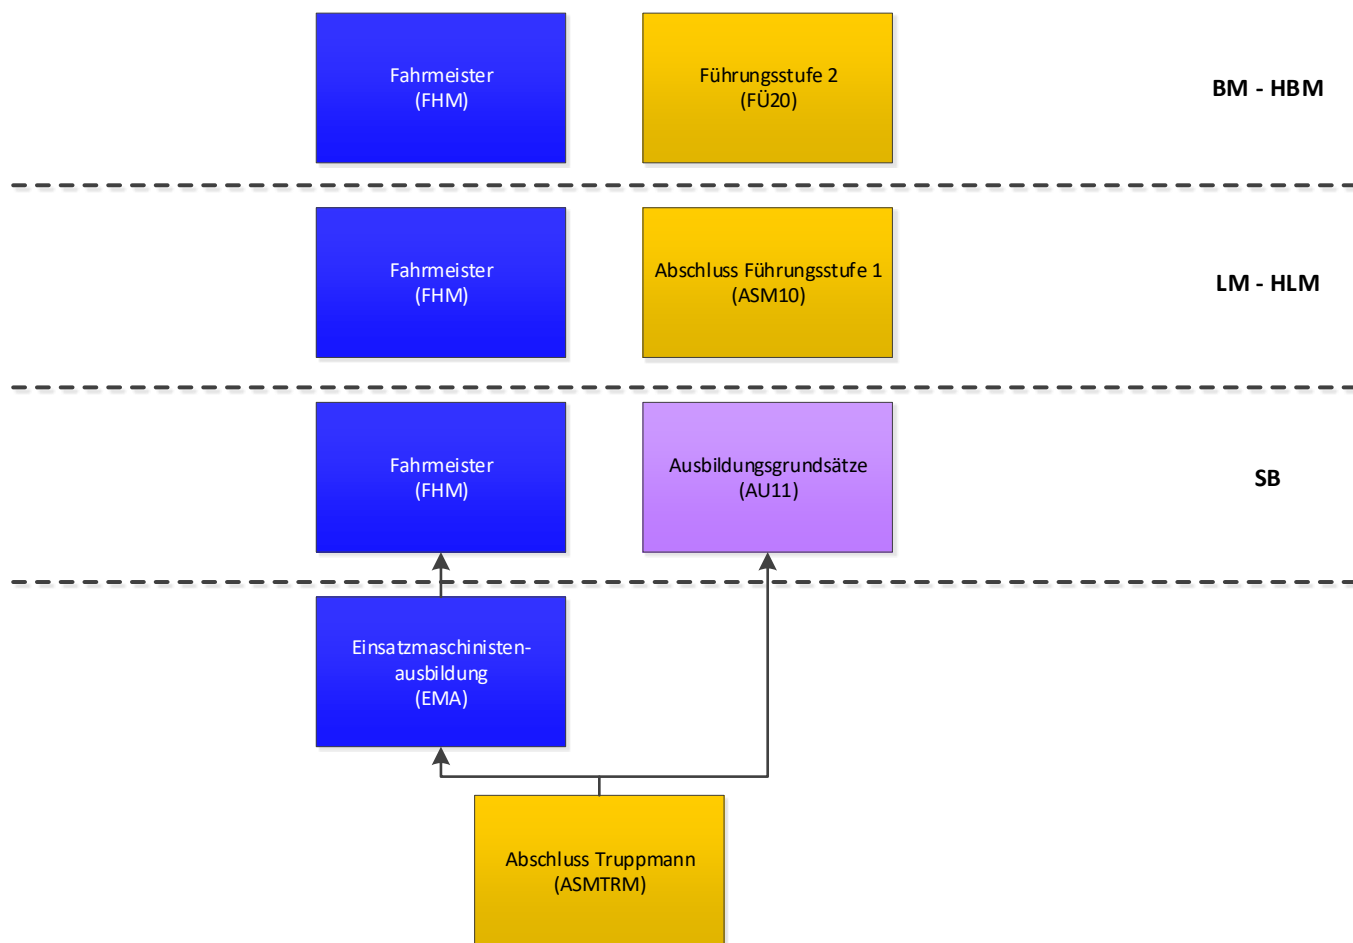 Fahrmeister
(FHM)
Führungsstufe 2
(FÜ20)
BM - HBM
Fahrmeister
(FHM)
Abschluss Führungsstufe 1
(ASM10)
LM - HLM
Fahrmeister
(FHM)
Ausbildungsgrundsätze
(AU11)
SB
Einsatzmaschinisten-
ausbildung
(EMA)
Abschluss Truppmann
(ASMTRM)